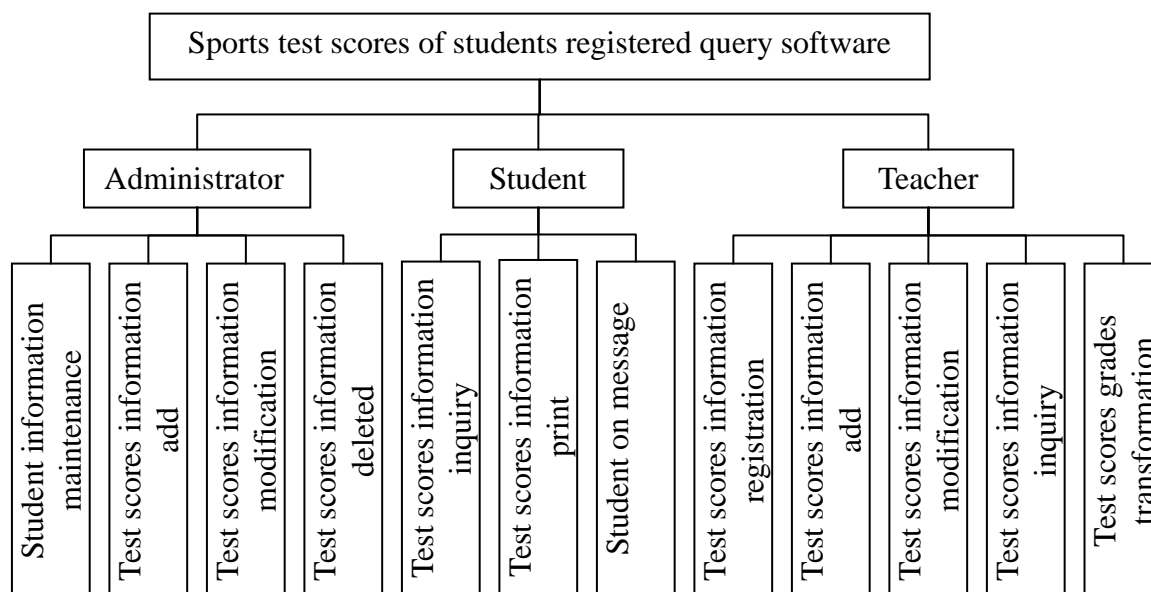 Sports test scores of students registered query software
Administrator
Student
Teacher
Student information
maintenance
Test scores information
add
Test scores information
modification
Test scores information
deleted
Test scores information
inquiry
Test scores information
print
Student on message
Test scores information
registration
Test scores information
add
Test scores information
modification
Test scores information
inquiry
Test scores grades
transformation